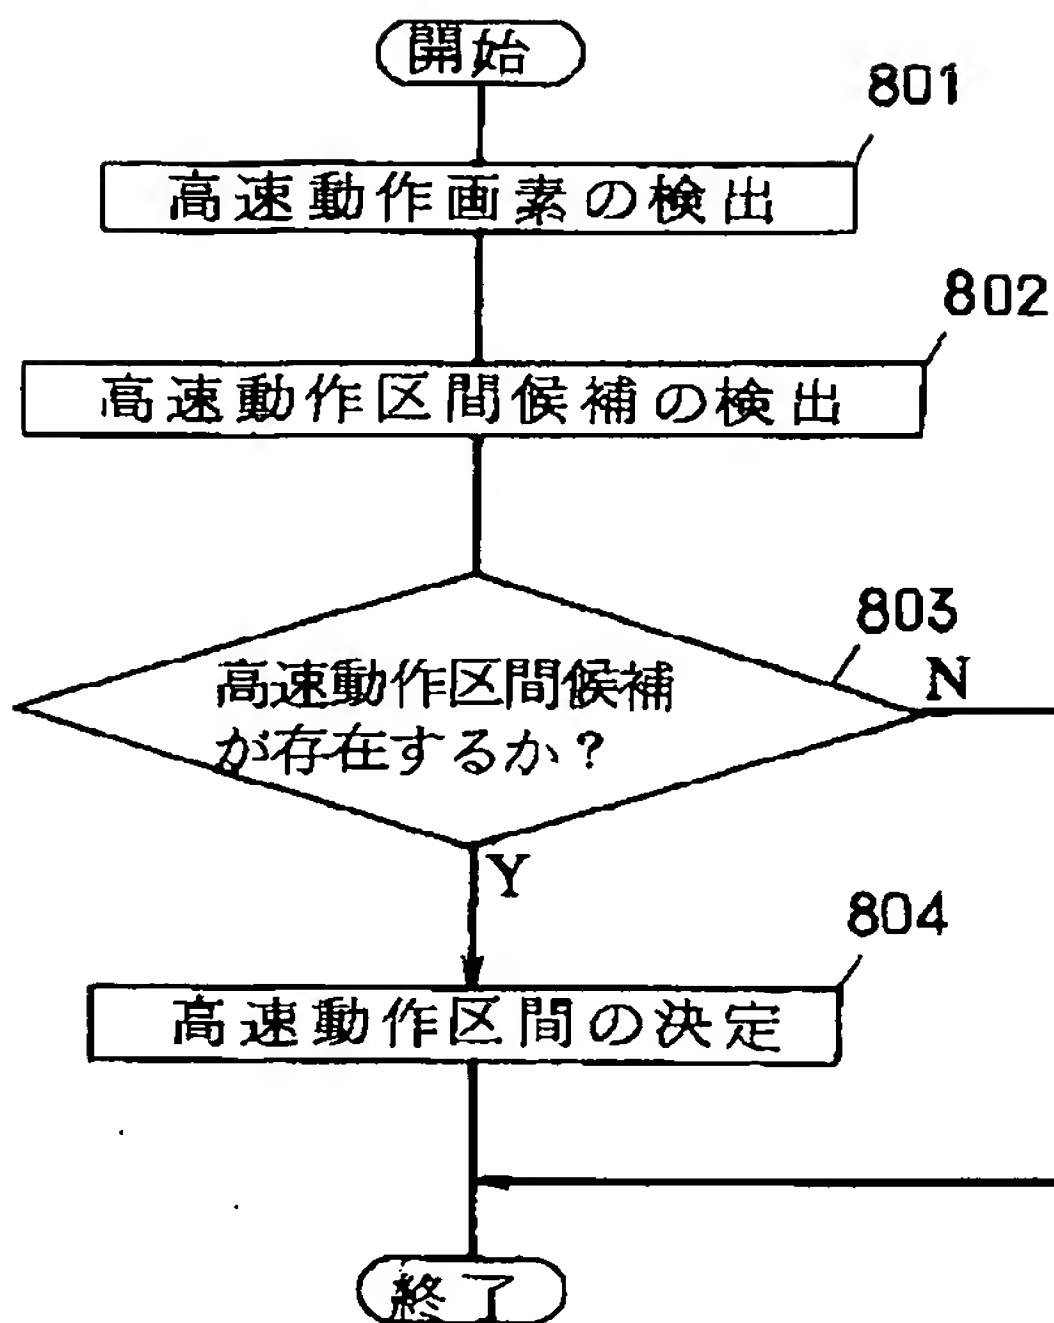 開始
801
高速動作画素の検出
802
高速動作区間候補の検出
803
高速動作区間候補
が存在するか？
N
Y
804
高速動作区間の決定
終了